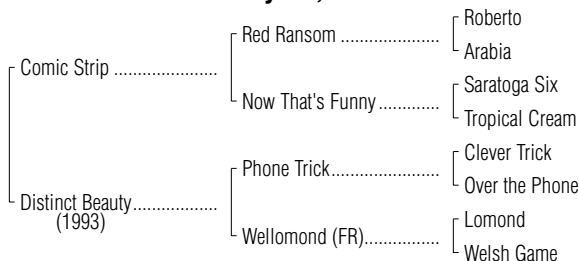 Roberto
Red Ransom ....................
Arabia
Comic Strip .....................
Saratoga Six
Now That's Funny .............
Tropical Cream
Clever Trick
Phone Trick......................
Over the Phone
Distinct Beauty.................
(1993)
Lomond
Wellomond (FR)................
Welsh Game